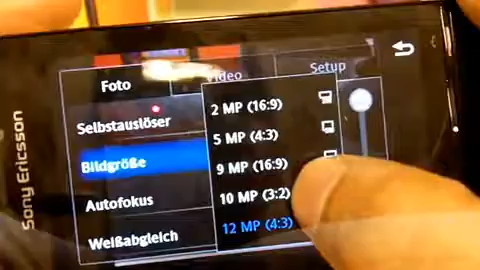 Sony Ericsson
Foto
Video
Setup
Selbstauslöser
Bildgröße
Autofokus
Weißabgleich
2 MP (16:9)
5 MP (4:3)
9 MP (16:9)
10 MP (3:2)
12 MP (4:3)